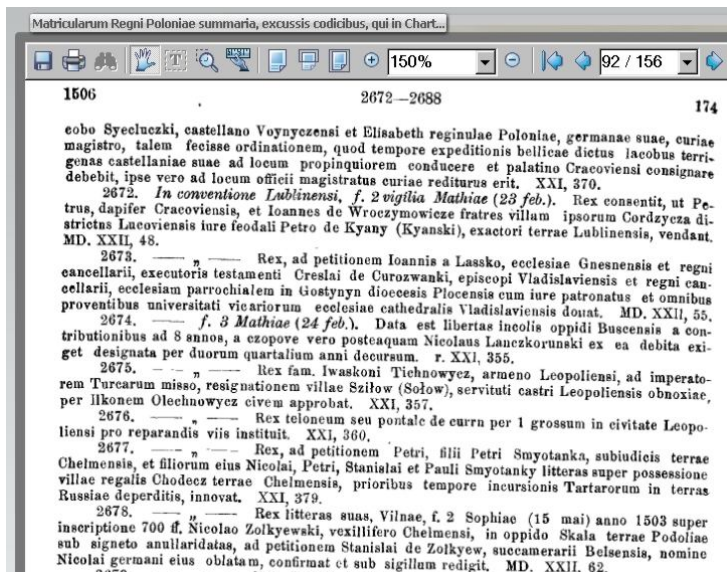 Matricularum Regni Poloniae summaria, excussis codicibus, qui in Chart...
150%
92 / 156
1506
2672—2688
174
cobo Syecluczki, castellano Voynyczensi et Elisabeth reginulae Poloniae, germanae suae, curiae
magistro, talem fecisse ordinationem, quod tempore expeditionis bellicae dictus Iacobus terri-
genas castellaniae suae ad locum propinquiorem conducere et palatino Cracoviensi consignare
debebit, ipse vero ad locum officii magistratus curiae rediturus erit. XXI, 370.
2672. In conventione Lublinensi, f. 2 vigilia Mathiae (23 feb.). Rex consentit, ut Pe-
trus, dapifer Cracoviensis, et Ioannes de Wroczymowicze fratres villam ipsorum Cordzycza di-
strictus Lucoviensis iure feodali Petro de Kyany (Kyanski), exactori terrae Lublinensis, vendant.
MD. XXII, 48.
2673. — „ — Rex, ad petitionem Ioannis a Lassko, ecclesiae Gnesnensis et regni
cancellarii, executoris testamenti Creslai de Curozwanki, episcopi Vladislaviensis et regni can-
cellarii, ecclesiam parrochialem in Gostynyn dioecesis Plocensis cum iure patronatus et omnibus
proventibus universitati vicariorum ecclesiae cathedralis Vladislaviensis donat. MD. XXII, 55.
2674. — f. 3 Mathiae (24 feb.). Data est libertas incolis oppidi Buscensis a con-
tributionibus ad 8 annos, a czopove vero posteaquam Nicolaus Lanczkorunski ex ea debita exi-
get designata per duorum quartalium anni decursum. r. XXI, 355.
2675. — „ — Rex fam. Iwaskoni Tichnowycz, armeno Leopoliensi, ad imperato-
rem Turcarum misso, resignationem villae Sziłow (Sołow), servituti castri Leopoliensis obnoxiae,
per Ilkonem Olechnowycz civem approbat. XXI, 357.
2676. — „ — Rex teloneum seu pontale de curru per 1 grossum in civitate Leopo-
liensi pro reparandis viis instituit. XXI, 360.
2677. — „ — Rex, ad petitionem Petri, filii Petri Smyotanka, subiudicis terrae
Chelmensis, et filiorum eius Nicolai, Petri, Stanislai et Pauli Smyotanky litteras super possessione
villae regalis Chodecz terrae Chelmensis, prioribus tempore incursionis Tartarorum in terras
Russiae deperditis, innovat. XXI, 379.
2678. — „ — Rex litteras suas, Vilnae, f. 2 Sophiae (15 mai) anno 1503 super
inscriptione 700 fl. Nicolao Zolkyewski, vexillifero Chelmensi, in oppido Skala terrae Podoliae
sub signeto anullaridatas, ad petitionem Stanislai de Zolkyew, succamerarii Belsensis, nomine
Nicolai germani eius oblatam, confirmat et sub sigillum redigit. MD. XXII, 62.